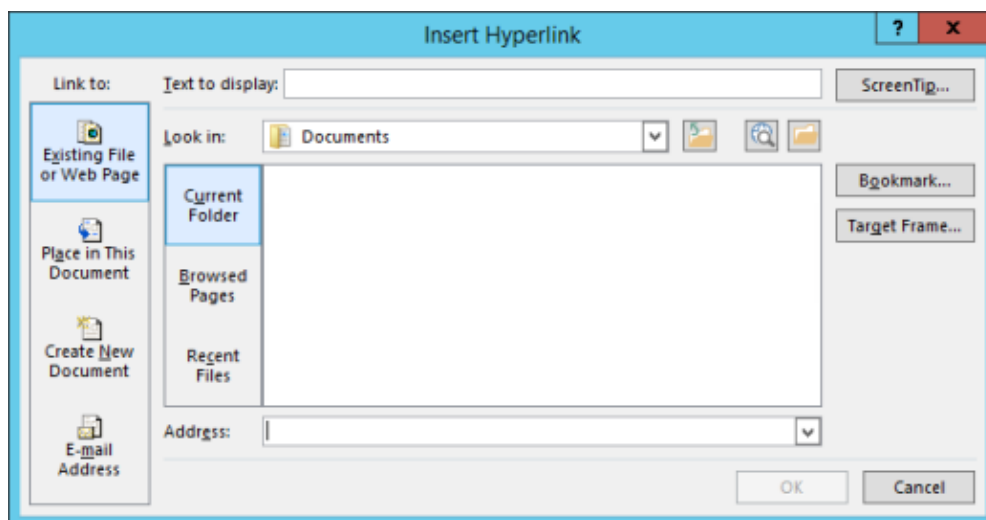 Insert Hyperlink
?
x
Link to:
Text to display:
ScreenTip...
Existing File
or Web Page
Look in:
Documents
Place in This
Document
Current
Folder
Bookmark...
Target Frame...
Browsed
Pages
Create New
Document
Recent
Files
E-mail
Address
Address:
OK
Cancel